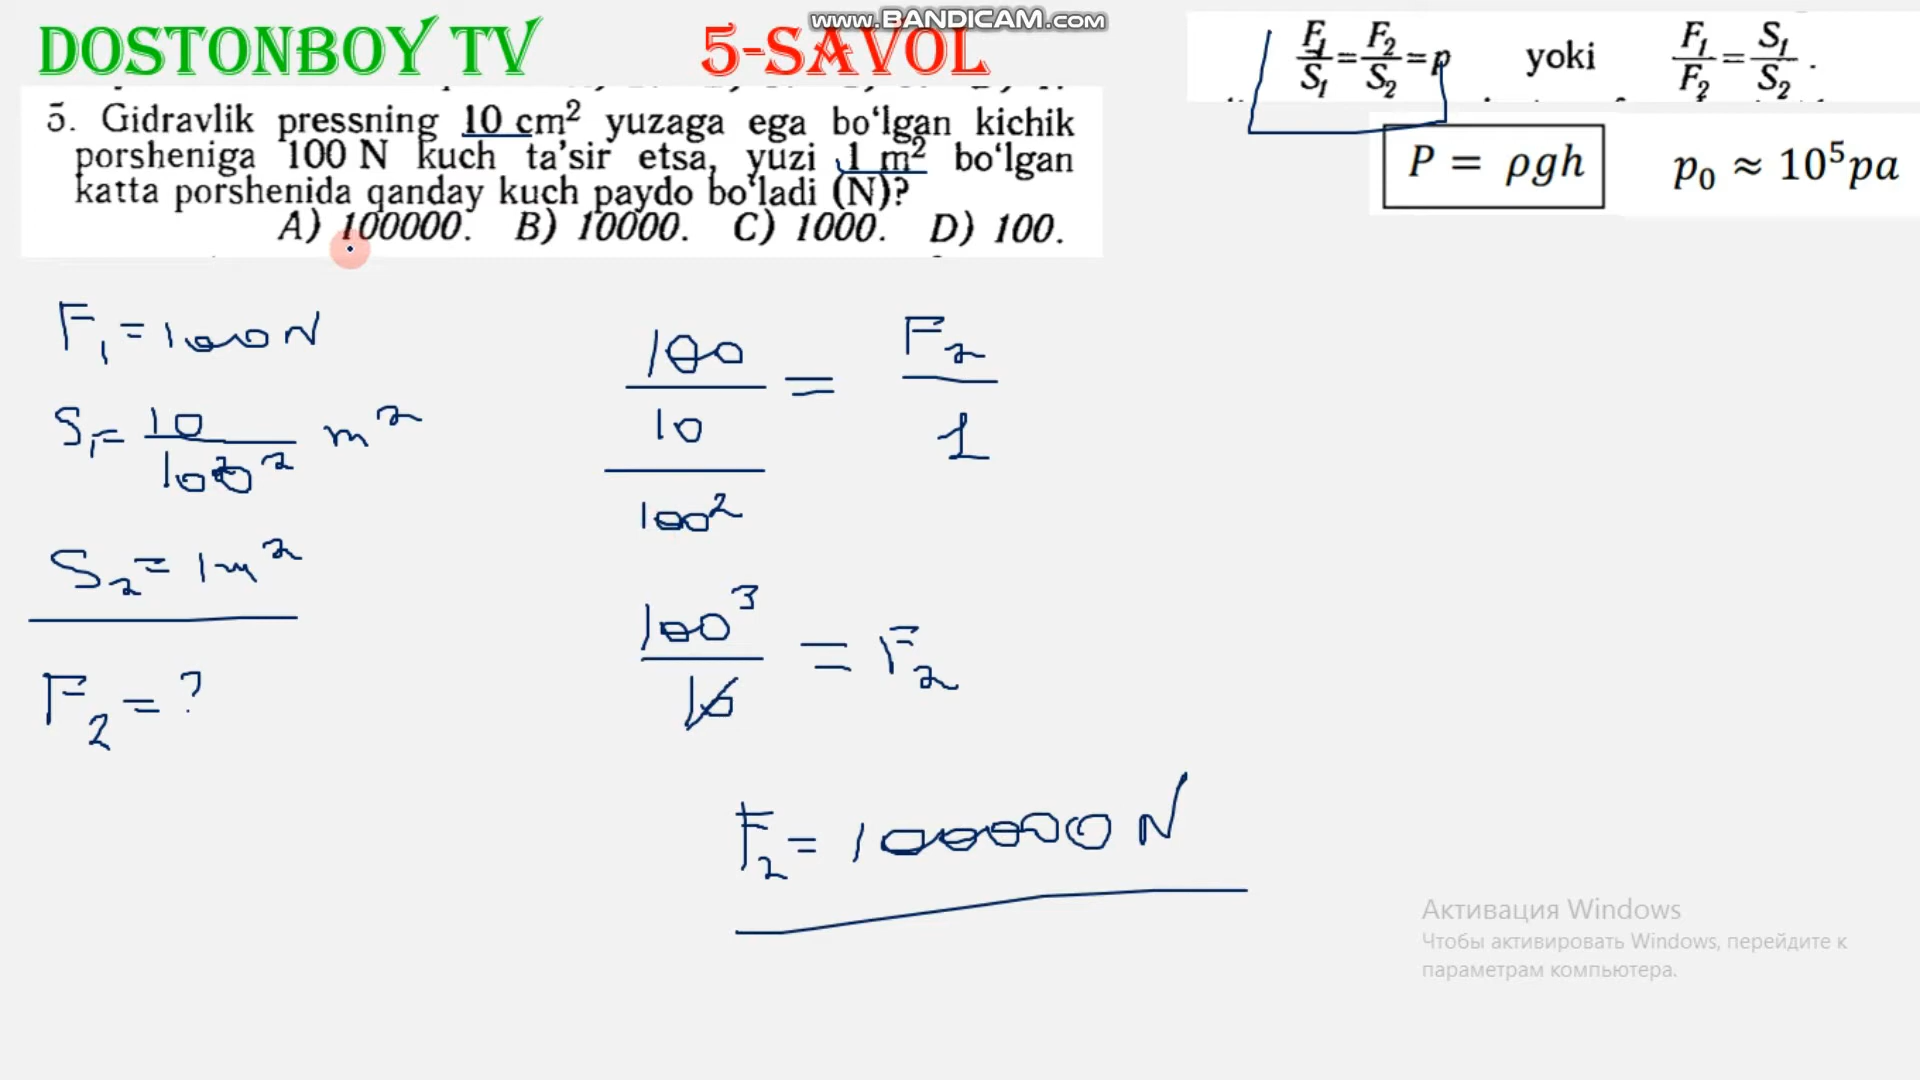 www.BANDICAM.com
DOSTONBOY TV
5-SAVOL
5. Gidravlik pressning 10 cm² yuzaga ega bo‘lgan kichik
porsheniga 100 N kuch ta’sir etsa, yuzi 1 m² bo‘lgan
katta porshenida qanday kuch paydo bo‘ladi (N)?
A) 100000. B) 10000. C) 1000. D) 100.
F₁/S₁ = F₂/S₂ = p yoki F₁/F₂ = S₁/S₂ .
P = ρgh
p₀ ≈ 10⁵pa
F₁ = 100 N
S₁ = 10/100² m²
S₂ = 1 m²
F₂ = ?
100/(10/100²) = F₂/1
100³/10 = F₂
F₂ = 100000 N
Активация Windows
Чтобы активировать Windows, перейдите к
параметрам компьютера.